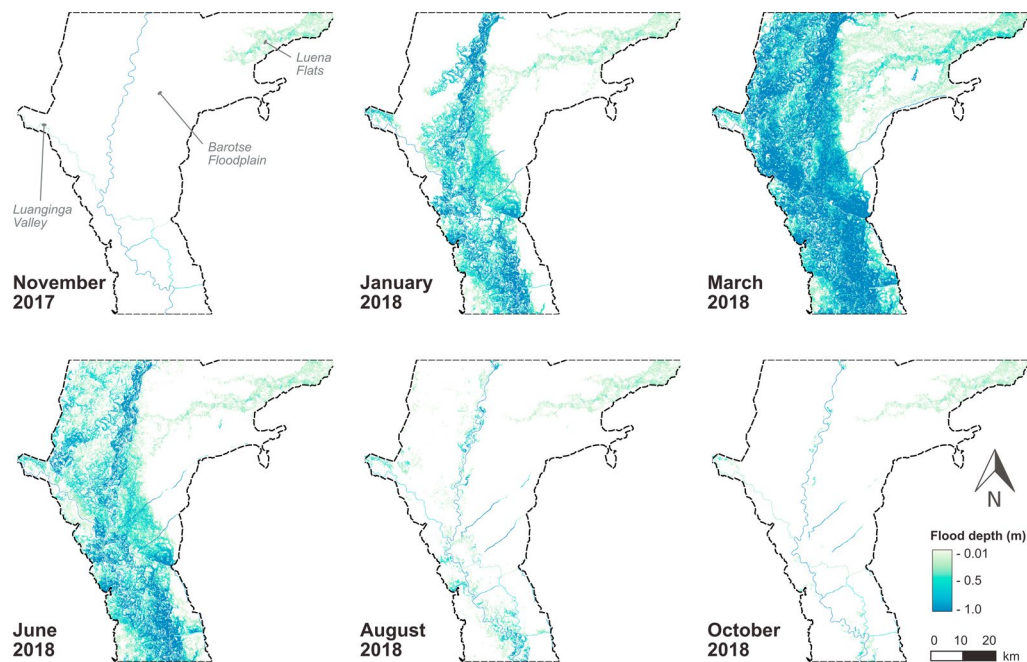 Luena
Flats
Barotse
Floodplain
Luanginga
Valley
November
2017
January
2018
March
2018
June
2018
August
2018
October
2018
N
Flood depth (m)
- 0.01
- 0.5
- 1.0
0 10 20
km